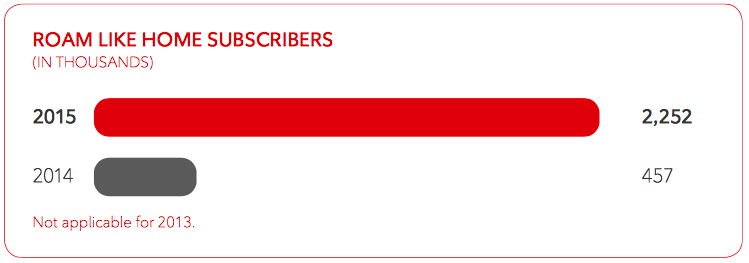 ROAM LIKE HOME SUBSCRIBERS
(IN THOUSANDS)
2015 2,252
2014 457
Not applicable for 2013.